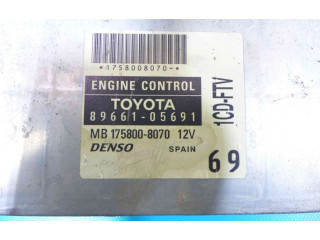 *1758008070-*
ENGINE CONTROL
TOYOTA
89661-05691
MB 175800-8070 12V
DENSO SPAIN
1CD-FTV
69